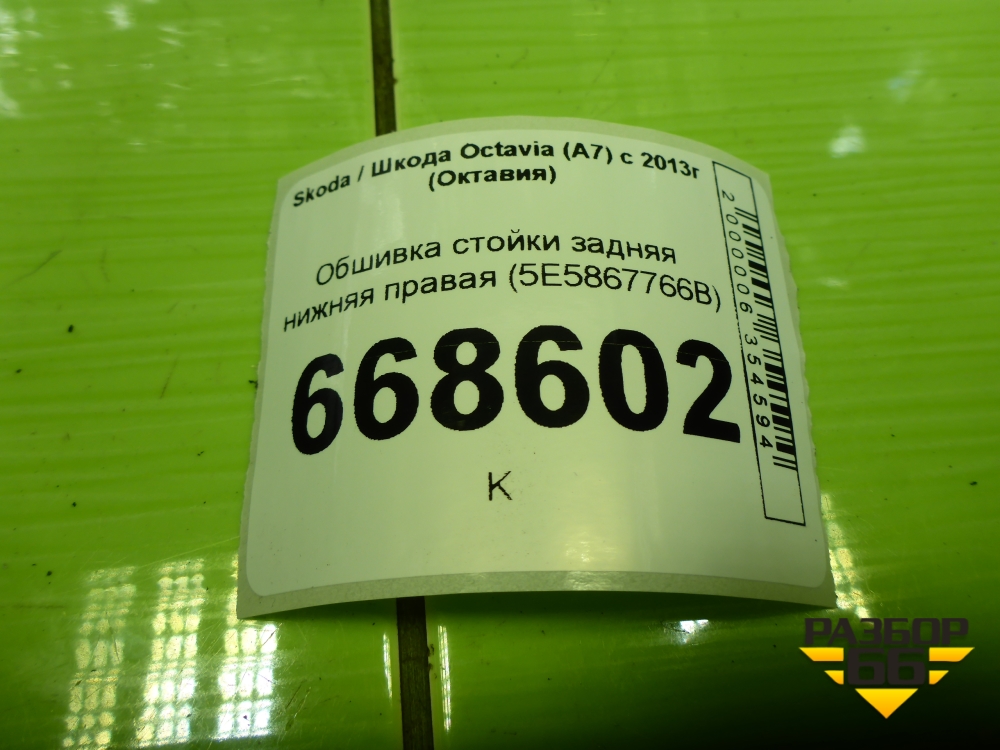 Skoda / Шкода Octavia (A7) с 2013г
(Октавия)
Обшивка стойки задняя
нижняя правая (5E5867766B)
668602
К
2000006354594
РАЗБОР
66